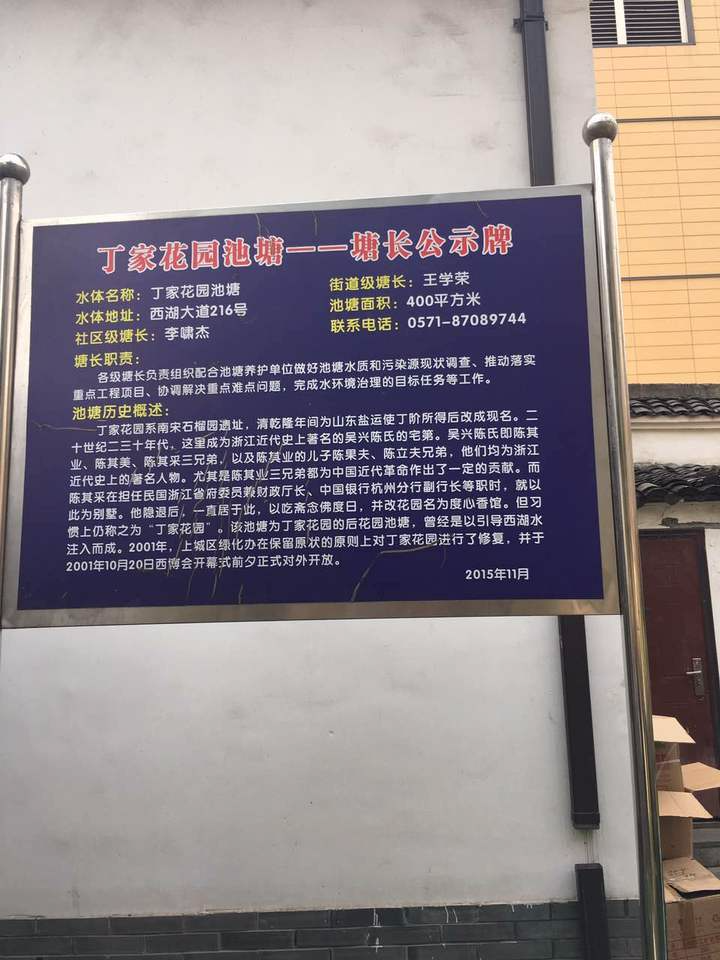 丁家花园池塘——塘长公示牌
水体名称：丁家花园池塘
街道级塘长：王学荣
水体地址：西湖大道216号
池塘面积：400平方米
社区级塘长：李啸杰
联系电话：0571-87089744
塘长职责：
各级塘长负责组织配合池塘养护单位做好池塘水质和污染源现状调查、推动落实
重点工程项目、协调解决重点难点问题，完成水环境治理的目标任务等工作。
池塘历史概述：
丁家花园系南宋石榴园遗址，清乾隆年间为山东盐运使丁阶所得后改成现名。二
十世纪二三十年代，这里成为浙江近代史上著名的吴兴陈氏的宅第。吴兴陈氏即陈其
业、陈其美、陈其采三兄弟，以及陈其业的儿子陈果夫、陈立夫兄弟，他们均为浙江
近代史上的著名人物。尤其是陈其业三兄弟都为中国近代革命作出了一定的贡献。而
陈其采在担任民国浙江省府委员兼财政厅长、中国银行杭州分行副行长等职时，就以
此为别墅。他隐退后，一直居于此，以吃斋念佛度日，并改花园名为度心香馆。但习
惯上仍称之为“丁家花园”。该池塘为丁家花园的后花园池塘，曾经是以引导西湖水
注入而成。2001年，上城区绿化办在保留原状的原则上对丁家花园进行了修复，并于
2001年10月20日西博会开幕式前夕正式对外开放。
2015年11月